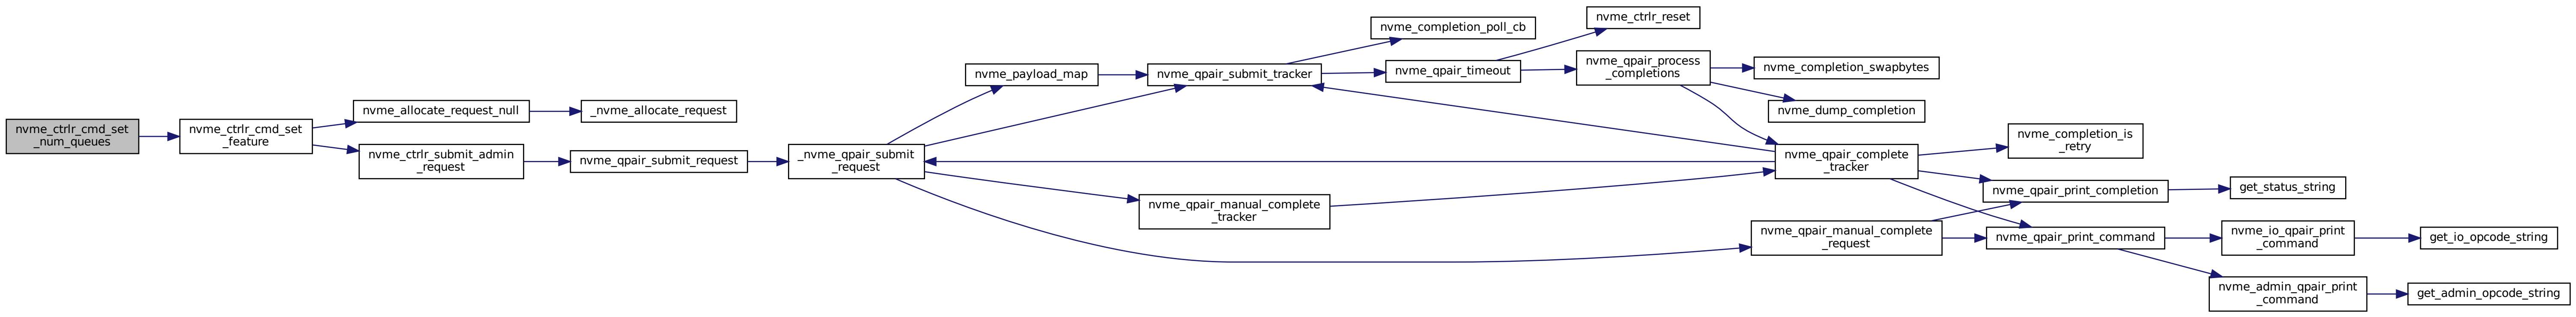 nvme_ctrlr_cmd_set
_num_queues
nvme_ctrlr_cmd_set
_feature
nvme_allocate_request_null
_nvme_allocate_request
nvme_ctrlr_submit_admin
_request
nvme_qpair_submit_request
_nvme_qpair_submit
_request
nvme_payload_map
nvme_qpair_submit_tracker
nvme_completion_poll_cb
nvme_qpair_timeout
nvme_ctrlr_reset
nvme_qpair_process
_completions
nvme_completion_swapbytes
nvme_dump_completion
nvme_qpair_complete
_tracker
nvme_completion_is
_retry
nvme_qpair_print_completion
get_status_string
nvme_qpair_manual_complete
_tracker
nvme_qpair_manual_complete
_request
nvme_qpair_print_command
nvme_io_qpair_print
_command
get_io_opcode_string
nvme_admin_qpair_print
_command
get_admin_opcode_string